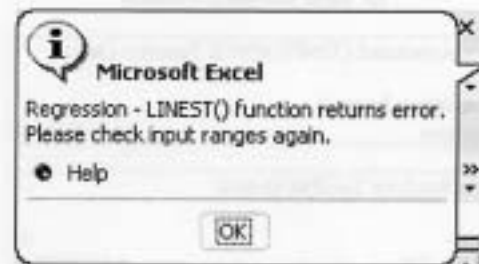 Microsoft Excel
Regression - LINEST() function returns error.
Please check input ranges again.
Help
OK